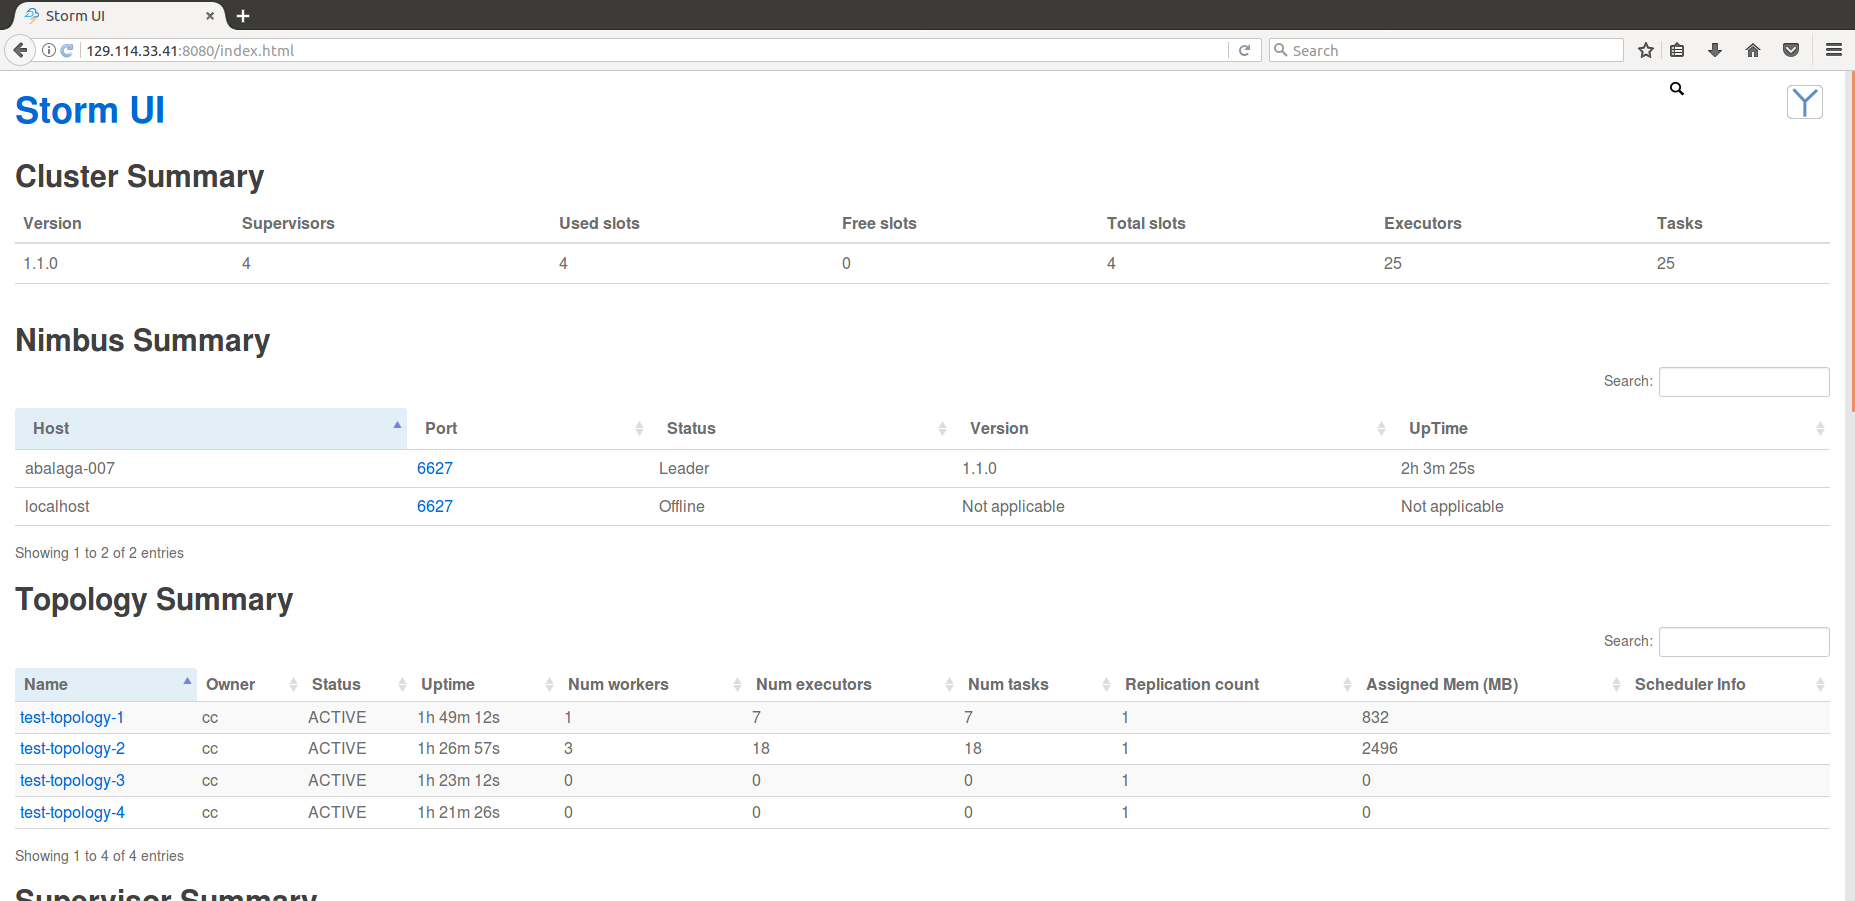 Storm UI
129.114.33.41:8080/index.html
Search
Storm UI
Cluster Summary
Version Supervisors Used slots Free slots Total slots Executors Tasks
1.1.0 4 4 0 4 25 25
Nimbus Summary
Search:
Host Port Status Version UpTime
abalaga-007 6627 Leader 1.1.0 2h 3m 25s
localhost 6627 Offline Not applicable Not applicable
Showing 1 to 2 of 2 entries
Topology Summary
Search:
Name Owner Status Uptime Num workers Num executors Num tasks Replication count Assigned Mem (MB) Scheduler Info
test-topology-1 cc ACTIVE 1h 49m 12s 1 7 7 1 832
test-topology-2 cc ACTIVE 1h 26m 57s 3 18 18 1 2496
test-topology-3 cc ACTIVE 1h 23m 12s 0 0 0 1 0
test-topology-4 cc ACTIVE 1h 21m 26s 0 0 0 1 0
Showing 1 to 4 of 4 entries
Supervisor Summary